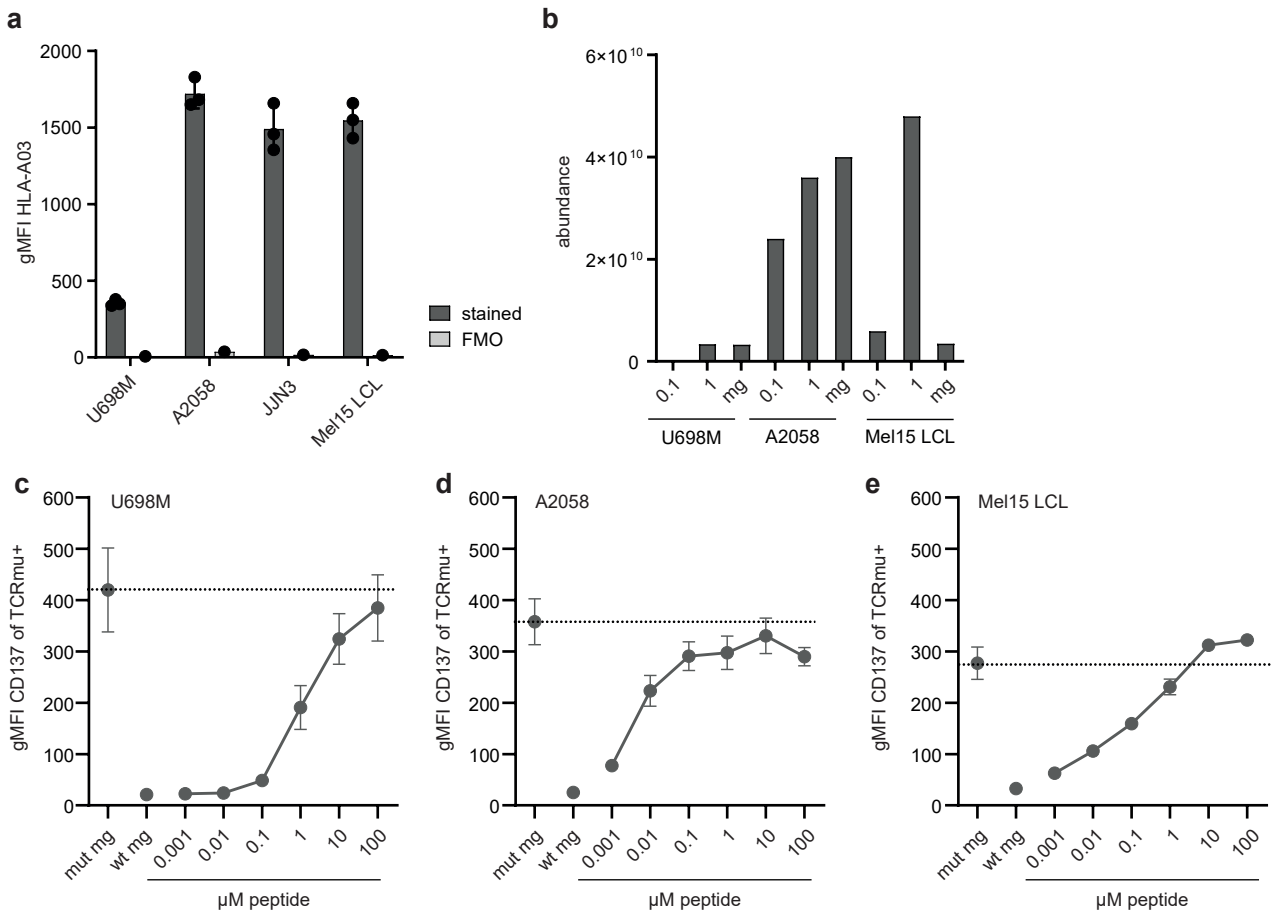 a
2000
1500
1000
500
0
gMFI HLA-A03
U698M
A2058
JJN3
Mel15 LCL
stained
FMO
b
6×10¹⁰
4×10¹⁰
2×10¹⁰
0
abundance
0.1 1 mg 0.1 1 mg 0.1 1 mg
U698M A2058 Mel15 LCL
c
U698M
600
500
400
300
200
100
0
gMFI CD137 of TCRmu+
mut mg wt mg 0.001 0.01 0.1 1 10 100
µM peptide
d
A2058
600
500
400
300
200
100
0
gMFI CD137 of TCRmu+
mut mg wt mg 0.001 0.01 0.1 1 10 100
µM peptide
e
Mel15 LCL
600
500
400
300
200
100
0
gMFI CD137 of TCRmu+
mut mg wt mg 0.001 0.01 0.1 1 10 100
µM peptide